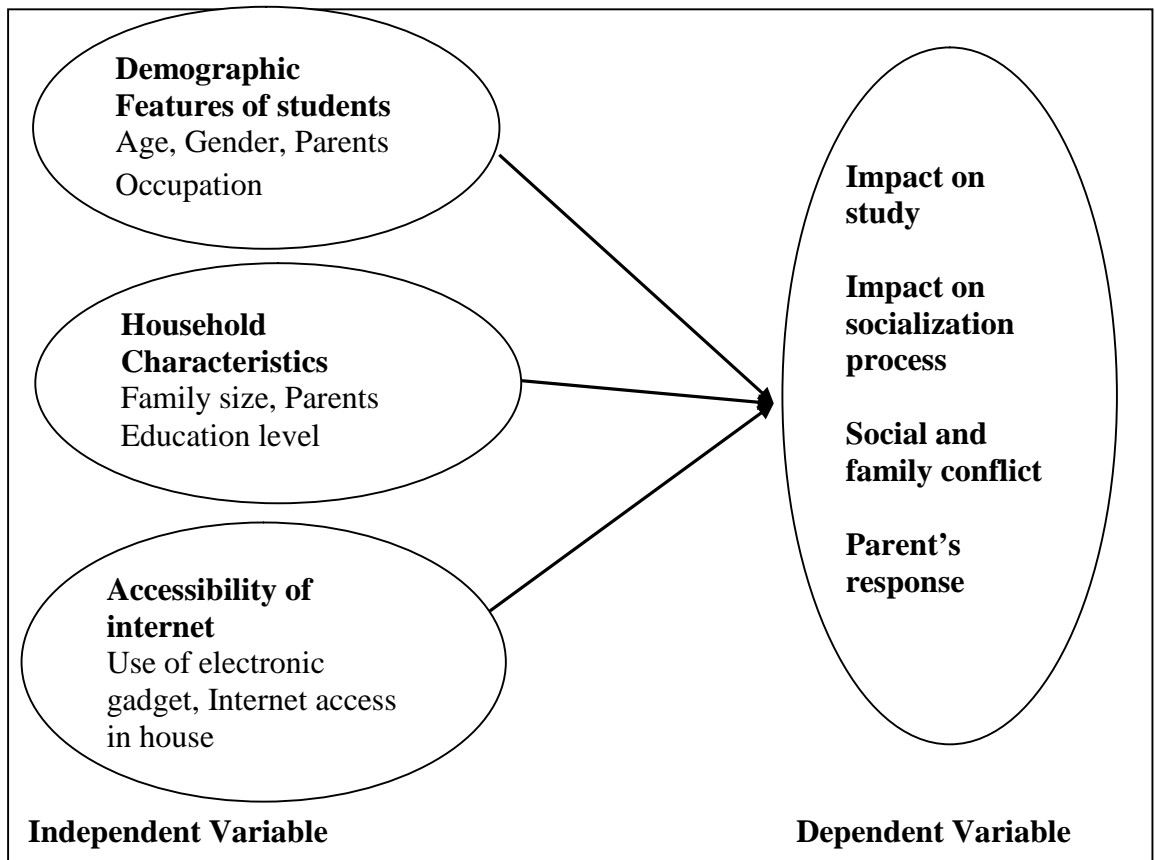 Demographic
Features of students
Age, Gender, Parents
Occupation
Household
Characteristics
Family size, Parents
Education level
Accessibility of
internet
Use of electronic
gadget, Internet access
in house
Independent Variable
Impact on
study
Impact on
socialization
process
Social and
family conflict
Parent’s
response
Dependent Variable